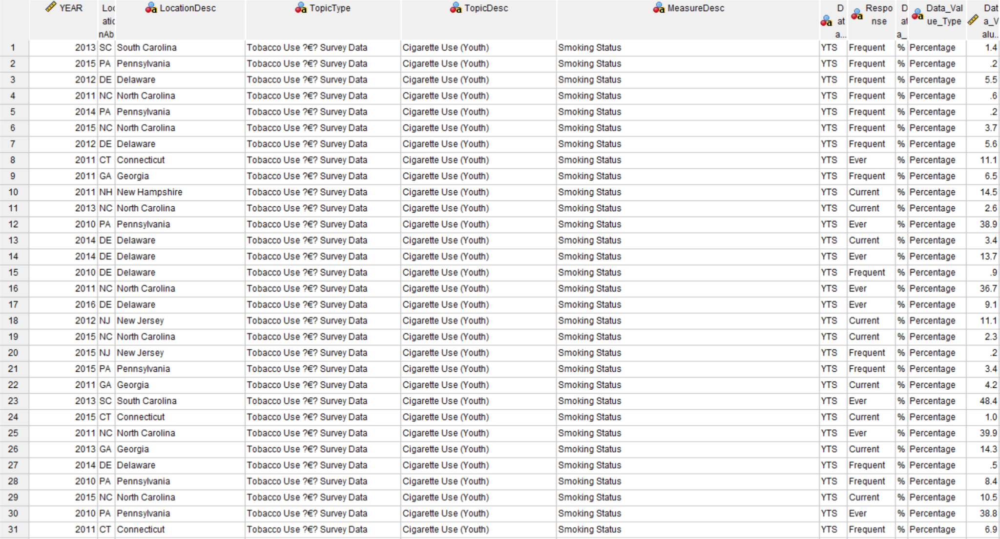 YEAR LocatiōnAb LocationDesc TopicType TopicDesc MeasureDesc Data... Response Data_ Data_Value_Type Data_Valu..
1 2013 SC South Carolina Tobacco Use ?€? Survey Data Cigarette Use (Youth) Smoking Status YTS Frequent % Percentage 1.4
2 2015 PA Pennsylvania Tobacco Use ?€? Survey Data Cigarette Use (Youth) Smoking Status YTS Frequent % Percentage .2
3 2012 DE Delaware Tobacco Use ?€? Survey Data Cigarette Use (Youth) Smoking Status YTS Frequent % Percentage 5.5
4 2011 NC North Carolina Tobacco Use ?€? Survey Data Cigarette Use (Youth) Smoking Status YTS Frequent % Percentage .6
5 2014 PA Pennsylvania Tobacco Use ?€? Survey Data Cigarette Use (Youth) Smoking Status YTS Frequent % Percentage .2
6 2015 NC North Carolina Tobacco Use ?€? Survey Data Cigarette Use (Youth) Smoking Status YTS Frequent % Percentage 3.7
7 2012 DE Delaware Tobacco Use ?€? Survey Data Cigarette Use (Youth) Smoking Status YTS Frequent % Percentage 5.6
8 2011 CT Connecticut Tobacco Use ?€? Survey Data Cigarette Use (Youth) Smoking Status YTS Ever % Percentage 11.1
9 2011 GA Georgia Tobacco Use ?€? Survey Data Cigarette Use (Youth) Smoking Status YTS Frequent % Percentage 6.5
10 2011 NH New Hampshire Tobacco Use ?€? Survey Data Cigarette Use (Youth) Smoking Status YTS Current % Percentage 14.5
11 2013 NC North Carolina Tobacco Use ?€? Survey Data Cigarette Use (Youth) Smoking Status YTS Current % Percentage 2.6
12 2010 PA Pennsylvania Tobacco Use ?€? Survey Data Cigarette Use (Youth) Smoking Status YTS Ever % Percentage 38.9
13 2014 DE Delaware Tobacco Use ?€? Survey Data Cigarette Use (Youth) Smoking Status YTS Current % Percentage 3.4
14 2014 DE Delaware Tobacco Use ?€? Survey Data Cigarette Use (Youth) Smoking Status YTS Ever % Percentage 13.7
15 2010 DE Delaware Tobacco Use ?€? Survey Data Cigarette Use (Youth) Smoking Status YTS Frequent % Percentage .9
16 2011 NC North Carolina Tobacco Use ?€? Survey Data Cigarette Use (Youth) Smoking Status YTS Ever % Percentage 36.7
17 2016 DE Delaware Tobacco Use ?€? Survey Data Cigarette Use (Youth) Smoking Status YTS Ever % Percentage 9.1
18 2012 NJ New Jersey Tobacco Use ?€? Survey Data Cigarette Use (Youth) Smoking Status YTS Current % Percentage 11.1
19 2015 NC North Carolina Tobacco Use ?€? Survey Data Cigarette Use (Youth) Smoking Status YTS Current % Percentage 2.3
20 2015 NJ New Jersey Tobacco Use ?€? Survey Data Cigarette Use (Youth) Smoking Status YTS Frequent % Percentage .2
21 2015 PA Pennsylvania Tobacco Use ?€? Survey Data Cigarette Use (Youth) Smoking Status YTS Frequent % Percentage 3.4
22 2011 GA Georgia Tobacco Use ?€? Survey Data Cigarette Use (Youth) Smoking Status YTS Current % Percentage 4.2
23 2013 SC South Carolina Tobacco Use ?€? Survey Data Cigarette Use (Youth) Smoking Status YTS Ever % Percentage 48.4
24 2015 CT Connecticut Tobacco Use ?€? Survey Data Cigarette Use (Youth) Smoking Status YTS Current % Percentage 1.0
25 2011 NC North Carolina Tobacco Use ?€? Survey Data Cigarette Use (Youth) Smoking Status YTS Ever % Percentage 39.9
26 2013 GA Georgia Tobacco Use ?€? Survey Data Cigarette Use (Youth) Smoking Status YTS Current % Percentage 14.3
27 2014 DE Delaware Tobacco Use ?€? Survey Data Cigarette Use (Youth) Smoking Status YTS Frequent % Percentage .5
28 2010 PA Pennsylvania Tobacco Use ?€? Survey Data Cigarette Use (Youth) Smoking Status YTS Frequent % Percentage 8.4
29 2015 NC North Carolina Tobacco Use ?€? Survey Data Cigarette Use (Youth) Smoking Status YTS Current % Percentage 10.5
30 2010 PA Pennsylvania Tobacco Use ?€? Survey Data Cigarette Use (Youth) Smoking Status YTS Ever % Percentage 38.8
31 2011 CT Connecticut Tobacco Use ?€? Survey Data Cigarette Use (Youth) Smoking Status YTS Frequent % Percentage 6.9